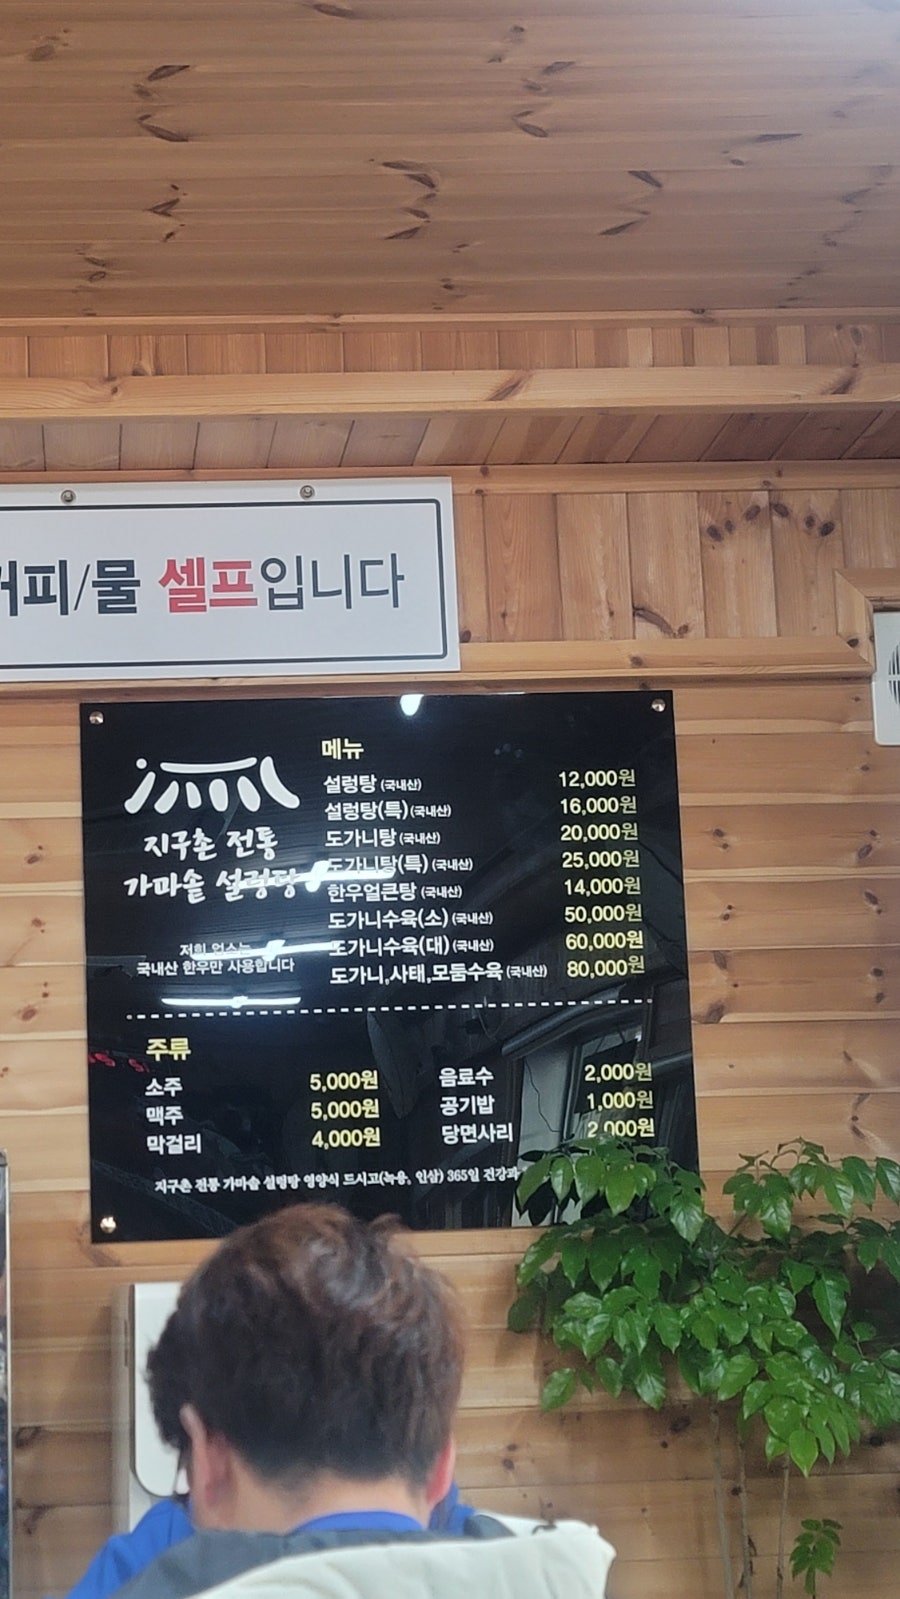 커피/물 셀프입니다
지구촌 전통
가마솥 설렁탕
저희 업소는
국내산 한우만 사용합니다
메뉴
설렁탕 (국내산) 12,000원
설렁탕(특) (국내산) 16,000원
도가니탕 (국내산) 20,000원
도가니탕(특) (국내산) 25,000원
한우얼큰탕 (국내산) 14,000원
도가니수육(소) (국내산) 50,000원
도가니수육(대) (국내산) 60,000원
도가니,사태,모둠수육 (국내산) 80,000원
주류
소주 5,000원
맥주 5,000원
막걸리 4,000원
음료수 2,000원
공기밥 1,000원
당면사리 2,000원
지구촌 전통 가마솥 설렁탕 영양식 드시고(녹용, 인삼) 365일 건강과